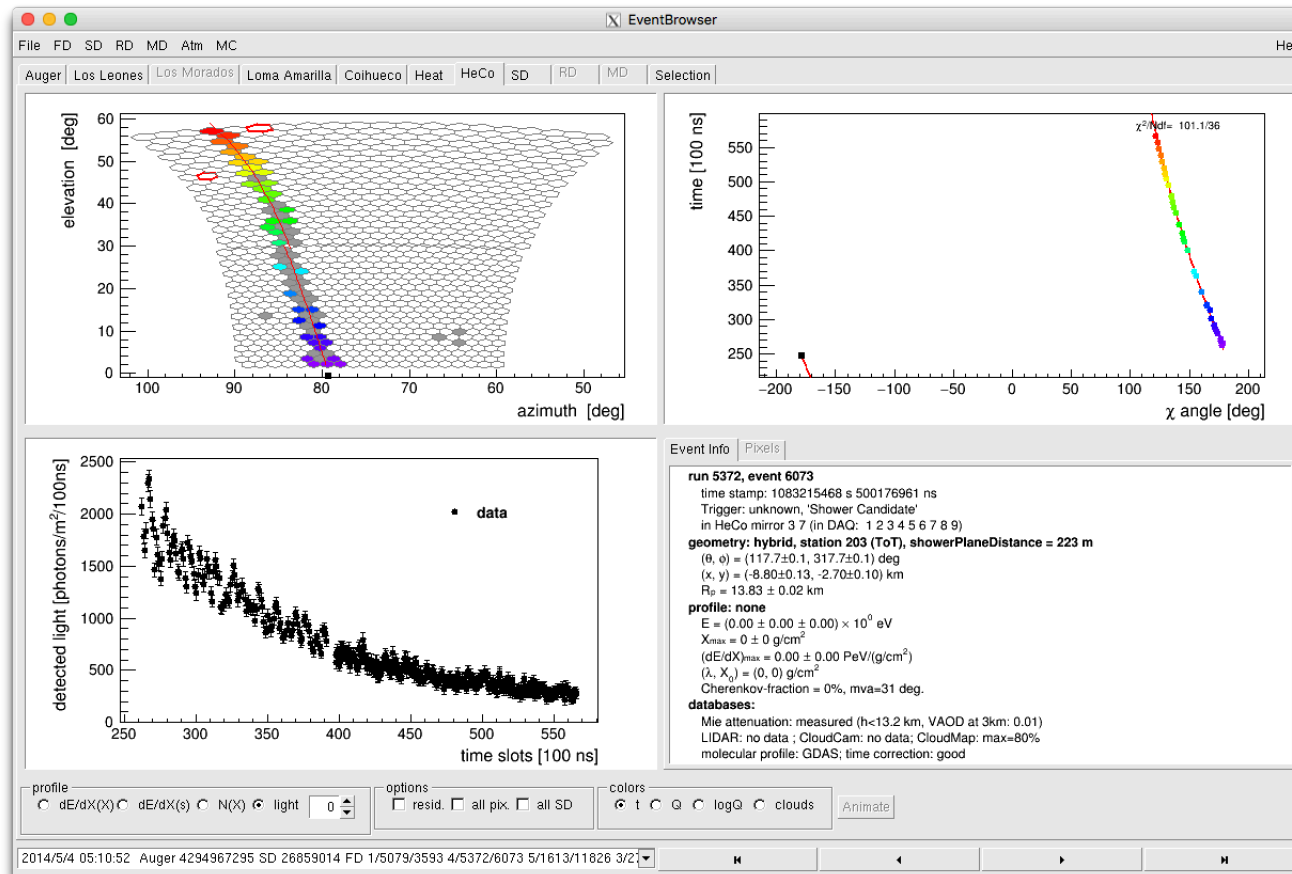 EventBrowser
File FD SD RD MD Atm MC He
Auger Los Leones Los Morados Loma Amarilla Coihueco Heat HeCo SD RD MD Selection
elevation [deg]
60
50
40
30
20
10
0
100 90 80 70 60 50
azimuth [deg]
time [100 ns]
χ²/Ndf= 101.1/36
550
500
450
400
350
300
250
−200 −150 −100 −50 0 50 100 150 200
χ angle [deg]
detected light [photons/m²/100ns]
2500
2000
1500
1000
500
0
data
250 300 350 400 450 500 550
time slots [100 ns]
Event Info Pixels
run 5372, event 6073
time stamp: 1083215468 s 500176961 ns
Trigger: unknown, 'Shower Candidate'
in HeCo mirror 3 7 (in DAQ: 1 2 3 4 5 6 7 8 9)
geometry: hybrid, station 203 (ToT), showerPlaneDistance = 223 m
(θ, ϕ) = (117.7±0.1, 317.7±0.1) deg
(x, y) = (-8.80±0.13, -2.70±0.10) km
Rp = 13.83 ± 0.02 km
profile: none
E = (0.00 ± 0.00 ± 0.00) × 10⁰ eV
Xmax = 0 ± 0 g/cm²
(dE/dX)max = 0.00 ± 0.00 PeV/(g/cm²)
(λ, X₀) = (0, 0) g/cm²
Cherenkov-fraction = 0%, mva=31 deg.
databases:
Mie attenuation: measured (h<13.2 km, VAOD at 3km: 0.01)
LIDAR: no data ; CloudCam: no data; CloudMap: max=80%
molecular profile: GDAS; time correction: good
profile options colors
dE/dX(X) dE/dX(s) N(X) light 0 resid. all pix. all SD t Q logQ clouds Animate
2014/5/4 05:10:52 Auger 4294967295 SD 26859014 FD 1/5079/3593 4/5372/6073 5/1613/11826 3/27